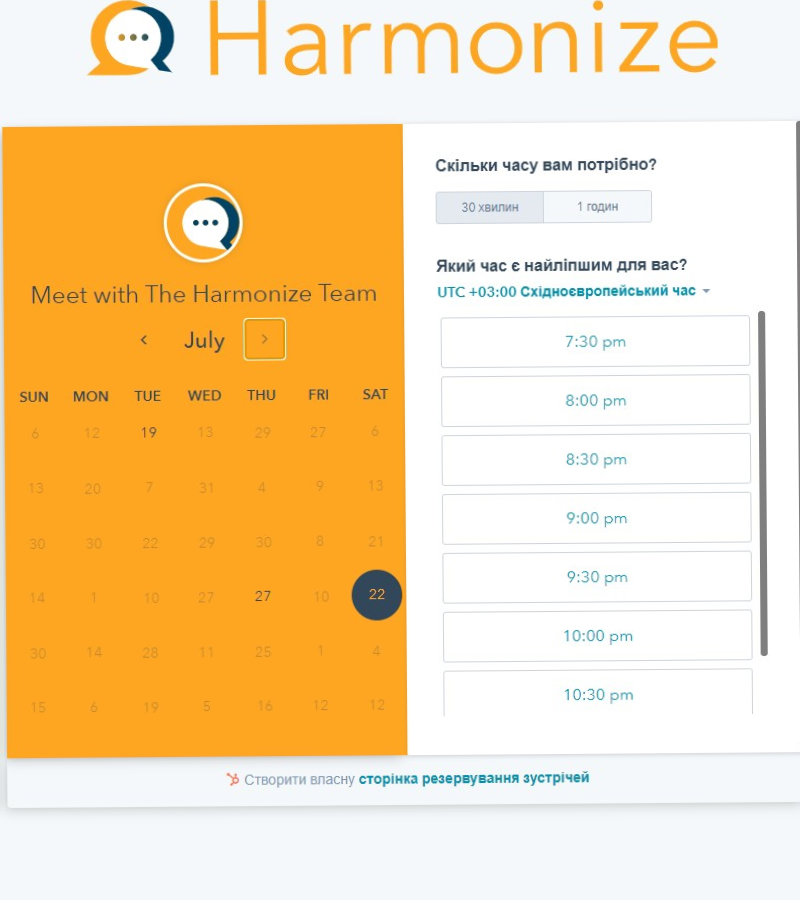 Harmonize
Meet with The Harmonize Team
July
SUN MON TUE WED THU FRI SAT
6 12 19 13 29 27 6
13 20 7 31 4 9 13
30 30 22 29 30 8 21
14 1 10 27 27 10 22
30 14 28 11 25 1 4
15 6 19 5 16 12 12
Скільки часу вам потрібно?
30 хвилин 1 годин
Який час є найліпшим для вас?
UTC +03:00 Східноєвропейський час
7:30 pm
8:00 pm
8:30 pm
9:00 pm
9:30 pm
10:00 pm
10:30 pm
Створити власну сторінка резервування зустрічей